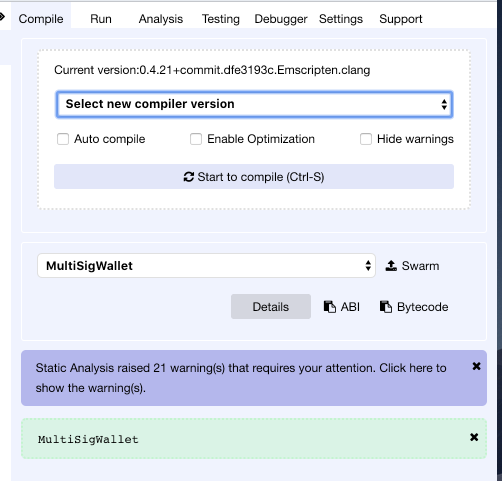 Compile Run Analysis Testing Debugger Settings Support
Current version:0.4.21+commit.dfe3193c.Emscripten.clang
Select new compiler version
Auto compile Enable Optimization Hide warnings
Start to compile (Ctrl-S)
MultiSigWallet Swarm
Details ABI Bytecode
Static Analysis raised 21 warning(s) that requires your attention. Click here to
show the warning(s).
MultiSigWallet